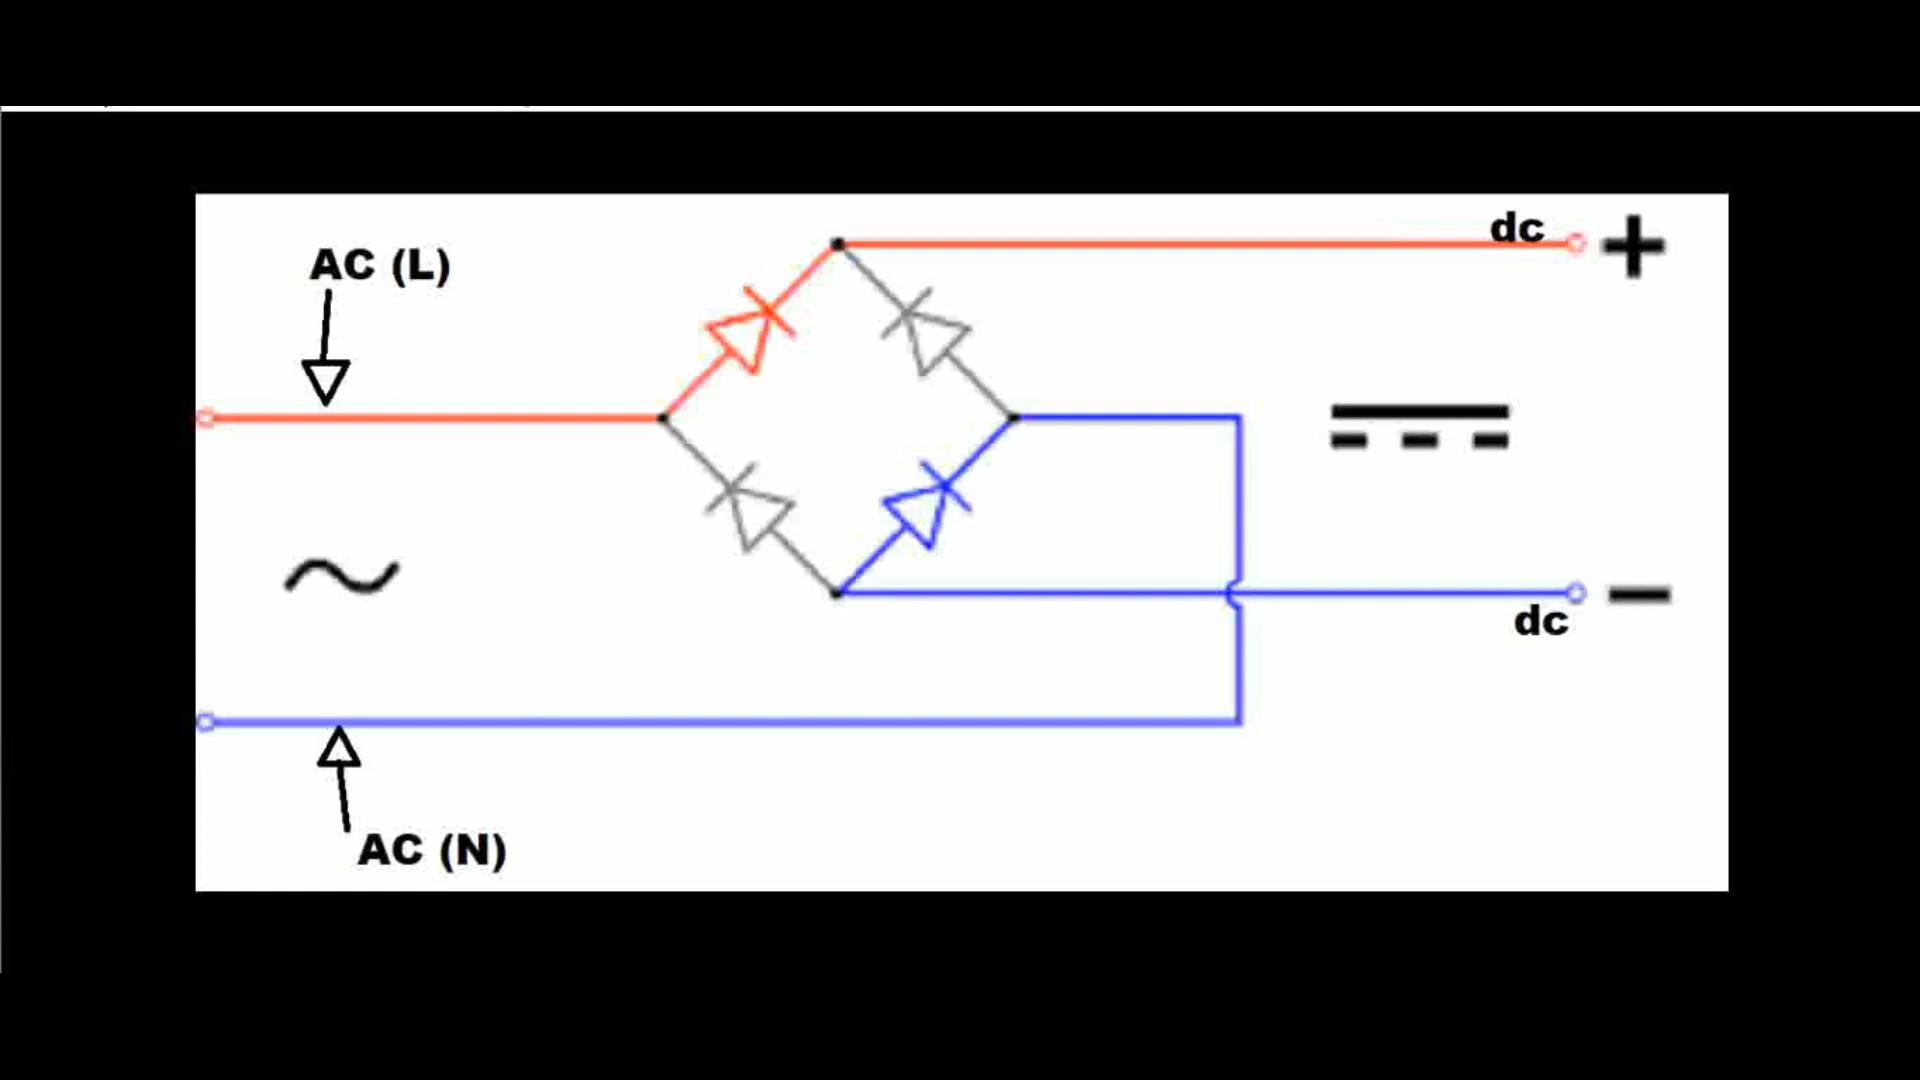 dc +
AC (L)
dc −
AC (N)